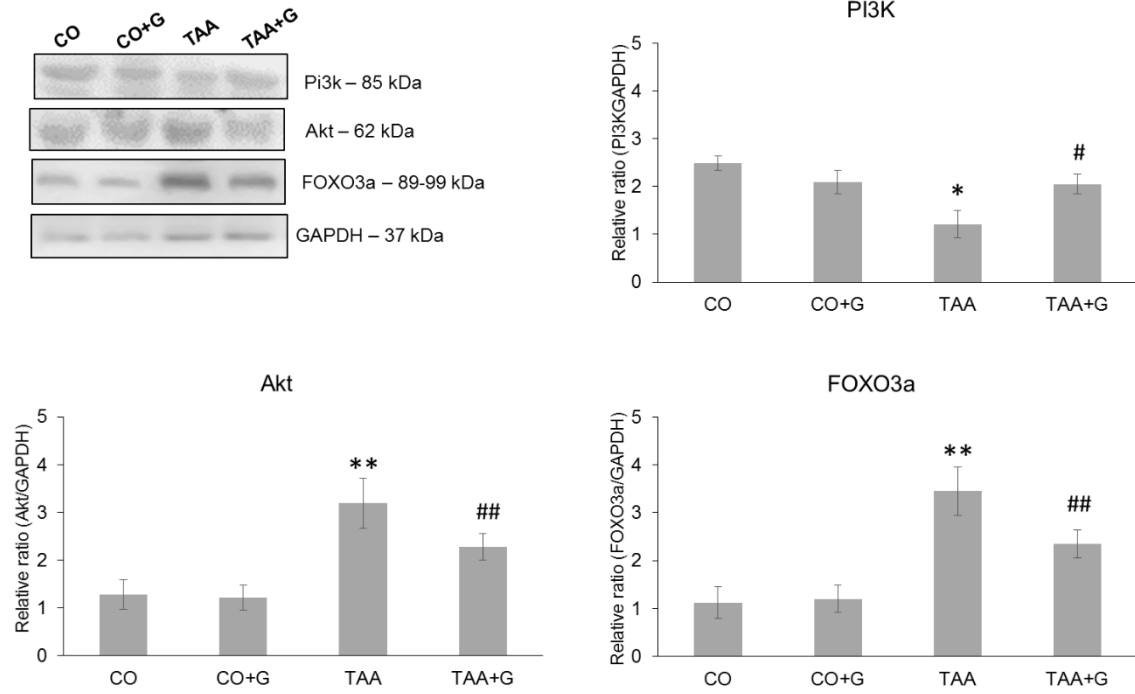 CO CO+G TAA TAA+G
Pi3k – 85 kDa
Akt – 62 kDa
FOXO3a – 89-99 kDa
GAPDH – 37 kDa
PI3K
Relative ratio (PI3KGAPDH)
5
4
3
2
1
0
*
#
CO CO+G TAA TAA+G
Akt
Relative ratio (Akt/GAPDH)
5
4
3
2
1
0
**
##
CO CO+G TAA TAA+G
FOXO3a
Relative ratio (FOXO3a/GAPDH)
5
4
3
2
1
0
**
##
CO CO+G TAA TAA+G